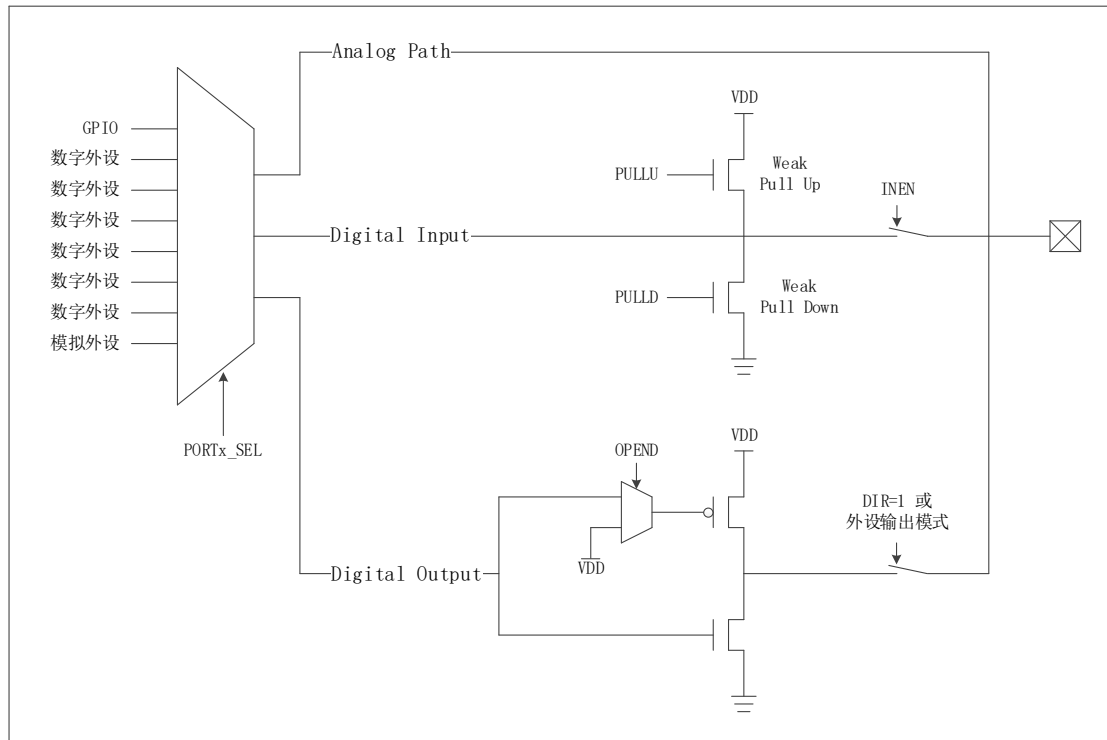 Analog Path
VDD
GPIO
数字外设
数字外设
数字外设
数字外设
数字外设
数字外设
模拟外设
PULLU
Weak
Pull Up
INEN
Digital Input
PULLD
Weak
Pull Down
PORTx_SEL
OPEND
VDD
DIR=1 或
外设输出模式
VDD
Digital Output